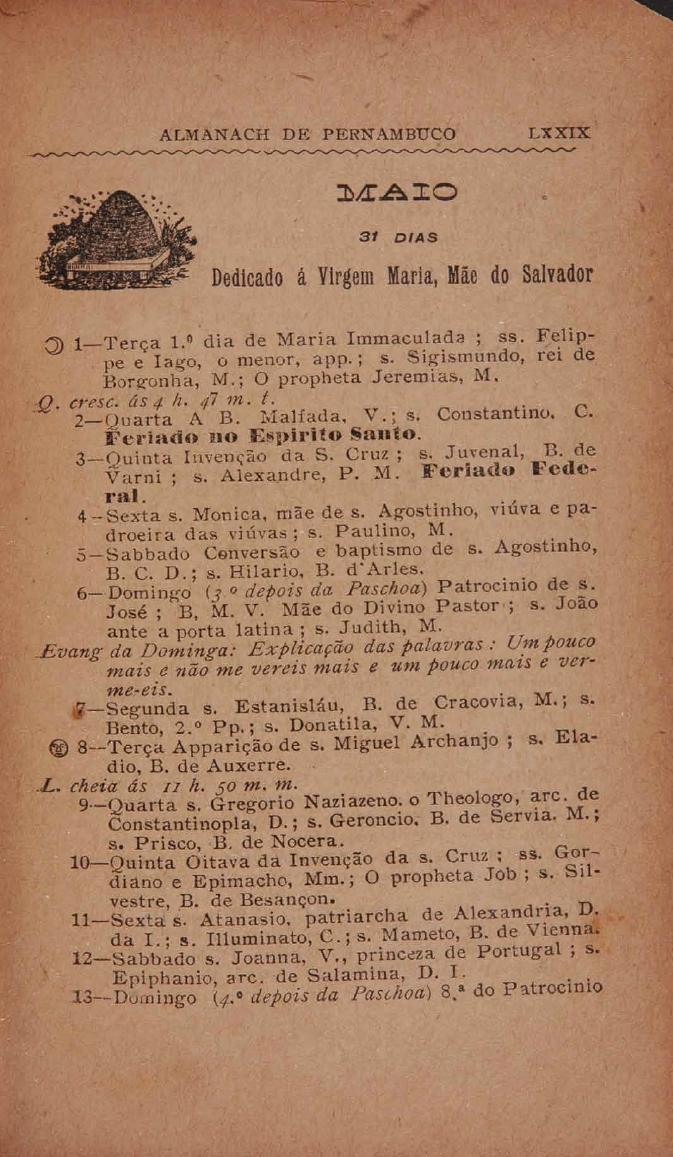 ALMANACH DE PERNAMBUCO LXXIX
MAIO
31 DIAS
Dedicado á Virgem Maria, Mãe do Salvador
1—Terça 1.º dia de Maria Immaculada ; ss. Felip-
pe e Iago, o menor, app. ; s. Sigismundo, rei de
Borgonha, M.; O propheta Jeremias, M.
Q. cresc. ás 4 h. 47 m. t.
2—Quarta A B. Malfada, V.; s. Constantino. C.
Feriado no Espirito Santo.
3—Quinta Invenção da S. Cruz ; s. Juvenal, B. de
Varni ; s. Alexandre, P. M. Feriado Fede-
ral.
4—Sexta s. Monica, mãe de s. Agostinho, viúva e pa-
droeira das viúvas ; s. Paulino, M.
5—Sabbado Conversão e baptismo de s. Agostinho,
B. C. D.; s. Hilario, B. d'Arles.
6—Domingo (3.º depois da Paschoa) Patrocinio de s.
José ; B, M. V. Mãe do Divino Pastor ; s. João
ante a porta latina ; s. Judith, M.
Evang da Dominga: Explicação das palavras : Um pouco
mais e não me vereis mais e um pouco mais e ver-
me-eis.
7—Segunda s. Estanisláu, B. de Cracovia, M.; s.
Bento, 2.º Pp.; s. Donatila, V. M.
8--Terça Apparição de s. Miguel Archanjo ; s. Ela-
dio, B. de Auxerre.
L. cheia ás 11 h. 50 m. m.
9—Quarta s. Gregorio Naziazeno. o Theologo, arc. de
Constantinopla, D.; s. Geroncio. B. de Servia. M.;
s. Prisco, B. de Nocera.
10—Quinta Oitava da Invenção da s. Cruz ; ss. Gor-
diano e Epimacho, Mm.; O propheta Job ; s. Sil-
vestre, B. de Besançon.
11—Sexta s. Atanasio, patriarcha de Alexandria, D.
da I.; s. Illuminato, C.; s. Mameto, B. de Vienna.
12—Sabbado s. Joanna, V., princeza de Portugal ; s.
Epiphanio, arc. de Salamina, D. I.
13--Domingo (4.º depois da Paschoa) 8.ª do Patrocinio